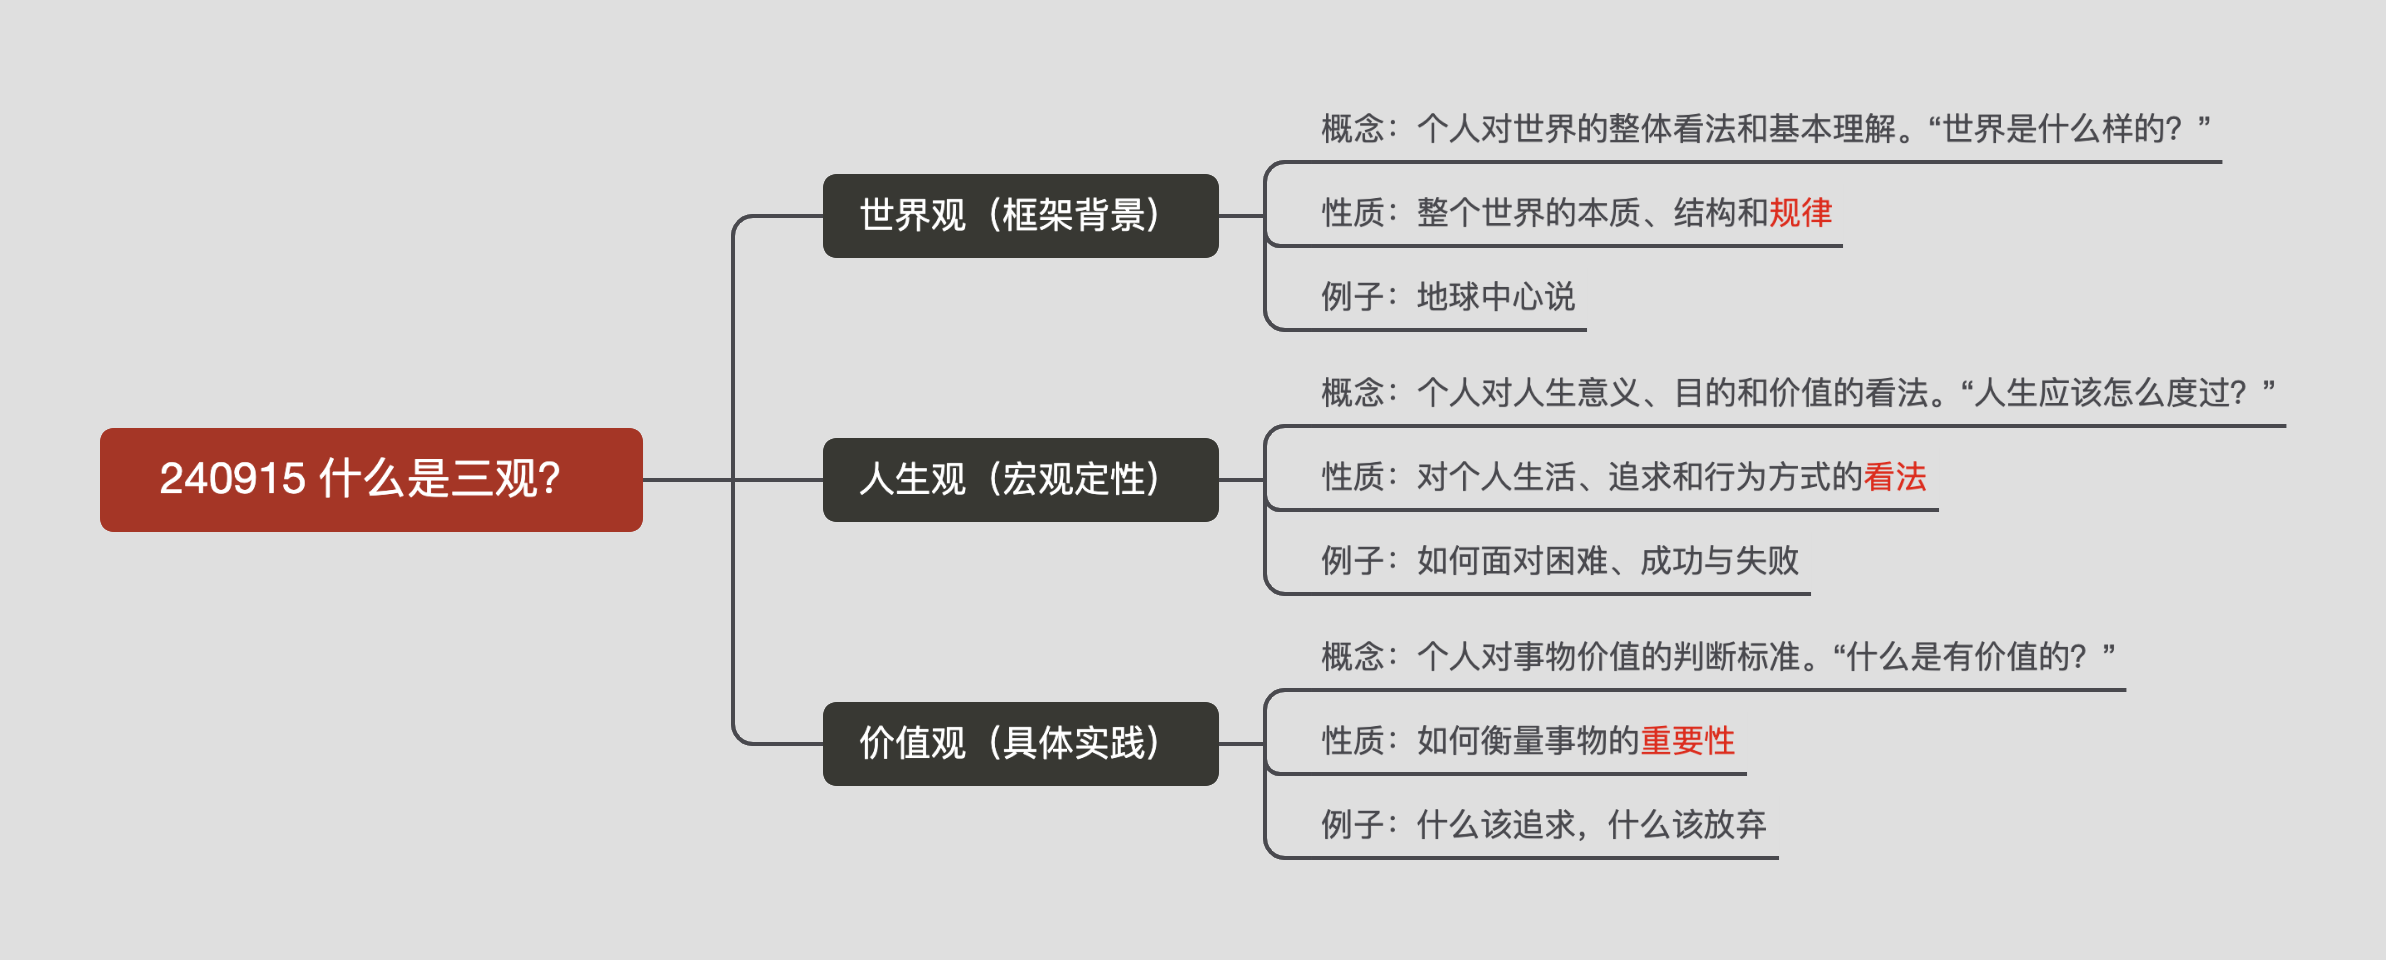 240915 什么是三观？
世界观（框架背景）
概念：个人对世界的整体看法和基本理解。“世界是什么样的？”
性质：整个世界的本质、结构和规律
例子：地球中心说
人生观（宏观定性）
概念：个人对人生意义、目的和价值的看法。“人生应该怎么度过？”
性质：对个人生活、追求和行为方式的看法
例子：如何面对困难、成功与失败
价值观（具体实践）
概念：个人对事物价值的判断标准。“什么是有价值的？”
性质：如何衡量事物的重要性
例子：什么该追求，什么该放弃